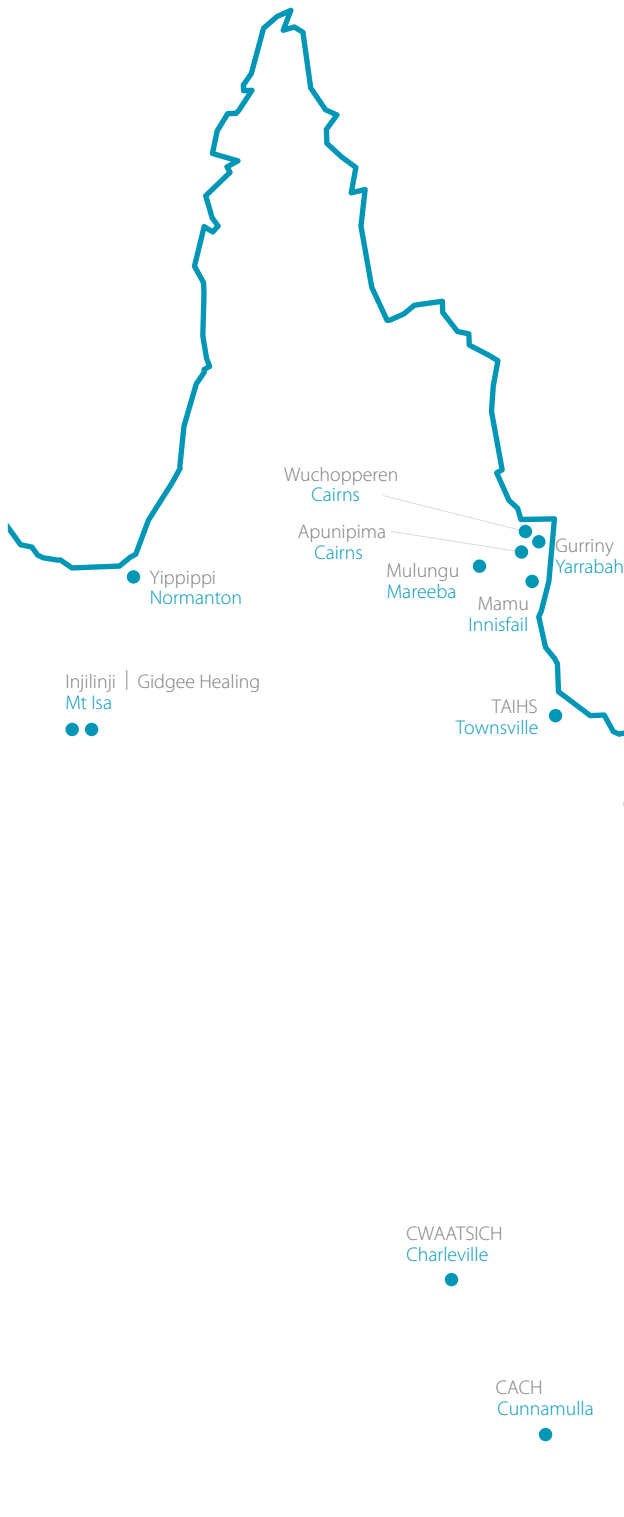 Wuchopperen
Cairns
Apunipima
Cairns
Gurriny
Yarrabah
Mulungu
Mareeba
Yippippi
Normanton
Mamu
Innisfail
Injilinji | Gidgee Healing
Mt Isa
TAIHS
Townsville
CWAATSICH
Charleville
CACH
Cunnamulla